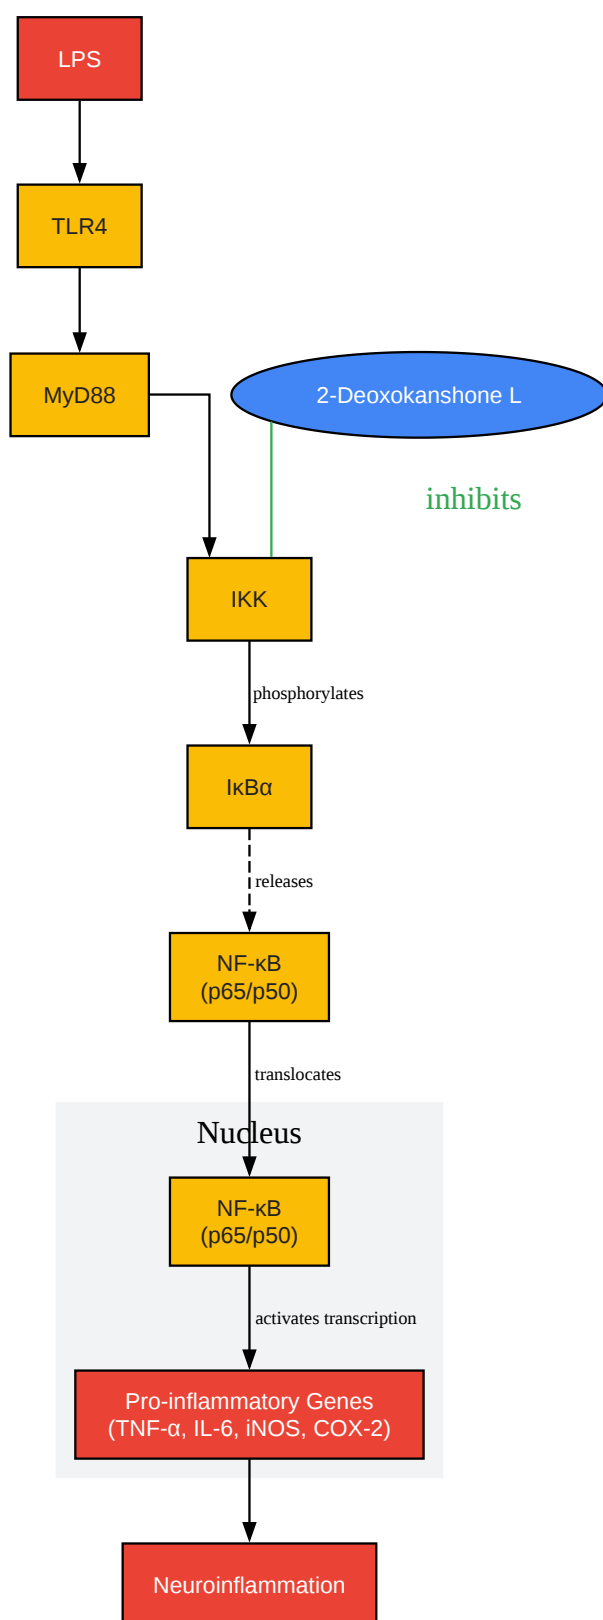 LPS
TLR4
MyD88
2-Deoxokanshone L
inhibits
IKK
phosphorylates
IκBα
releases
NF-κB
(p65/p50)
translocates
Nucleus
NF-κB
(p65/p50)
activates transcription
Pro-inflammatory Genes
(TNF-α, IL-6, iNOS, COX-2)
Neuroinflammation